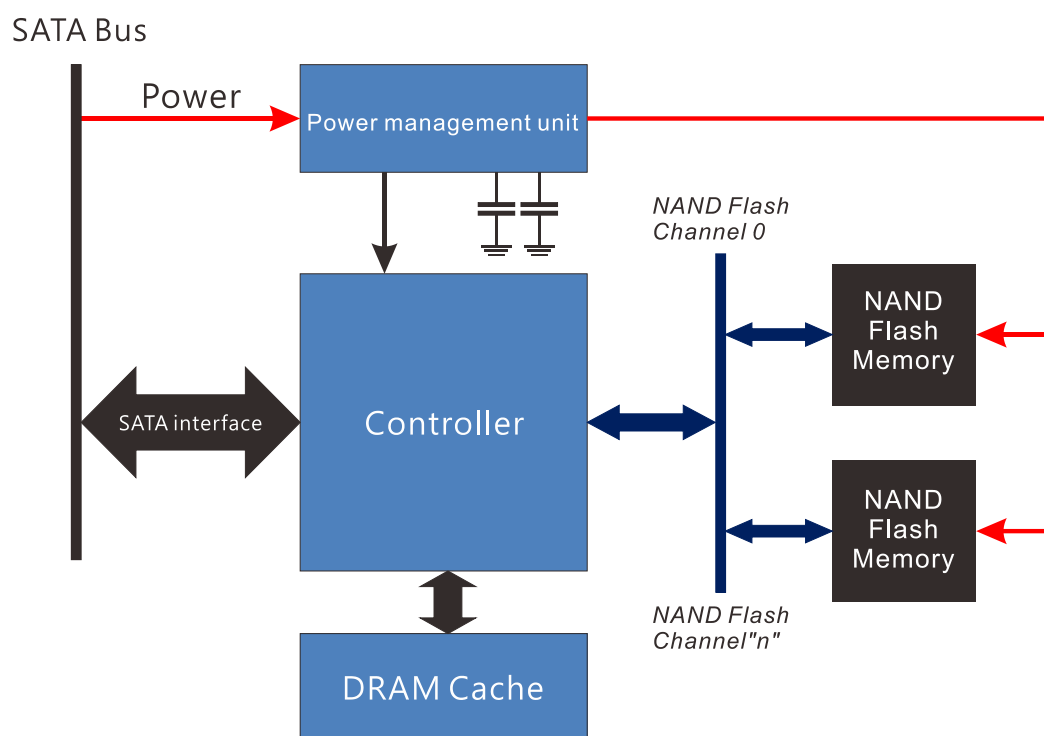 SATA Bus
Power
Power management unit
NAND Flash
Channel 0
NAND
Flash
Memory
SATA interface
Controller
NAND
Flash
Memory
NAND Flash
Channel"n"
DRAM Cache